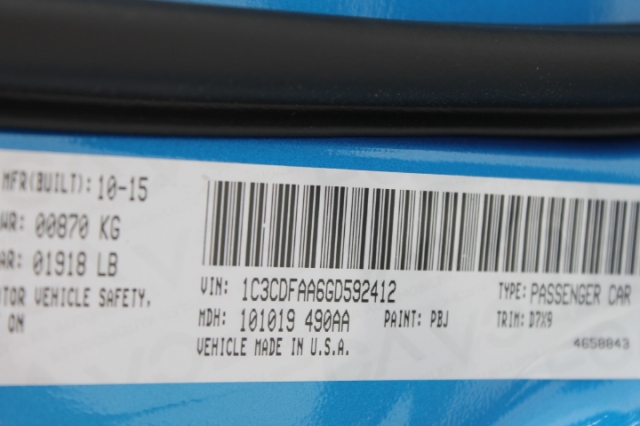 MFR(BUILT): 10-15
WR: 00870 KG
AR: 01918 LB
TOR VEHICLE SAFETY,
ON
VIN: 1C3CDFAA6GD592412 TYPE: PASSENGER CAR
MDH: 101019 490AA PAINT: PBJ TRIM: D7X9
VEHICLE MADE IN U.S.A. 4658843